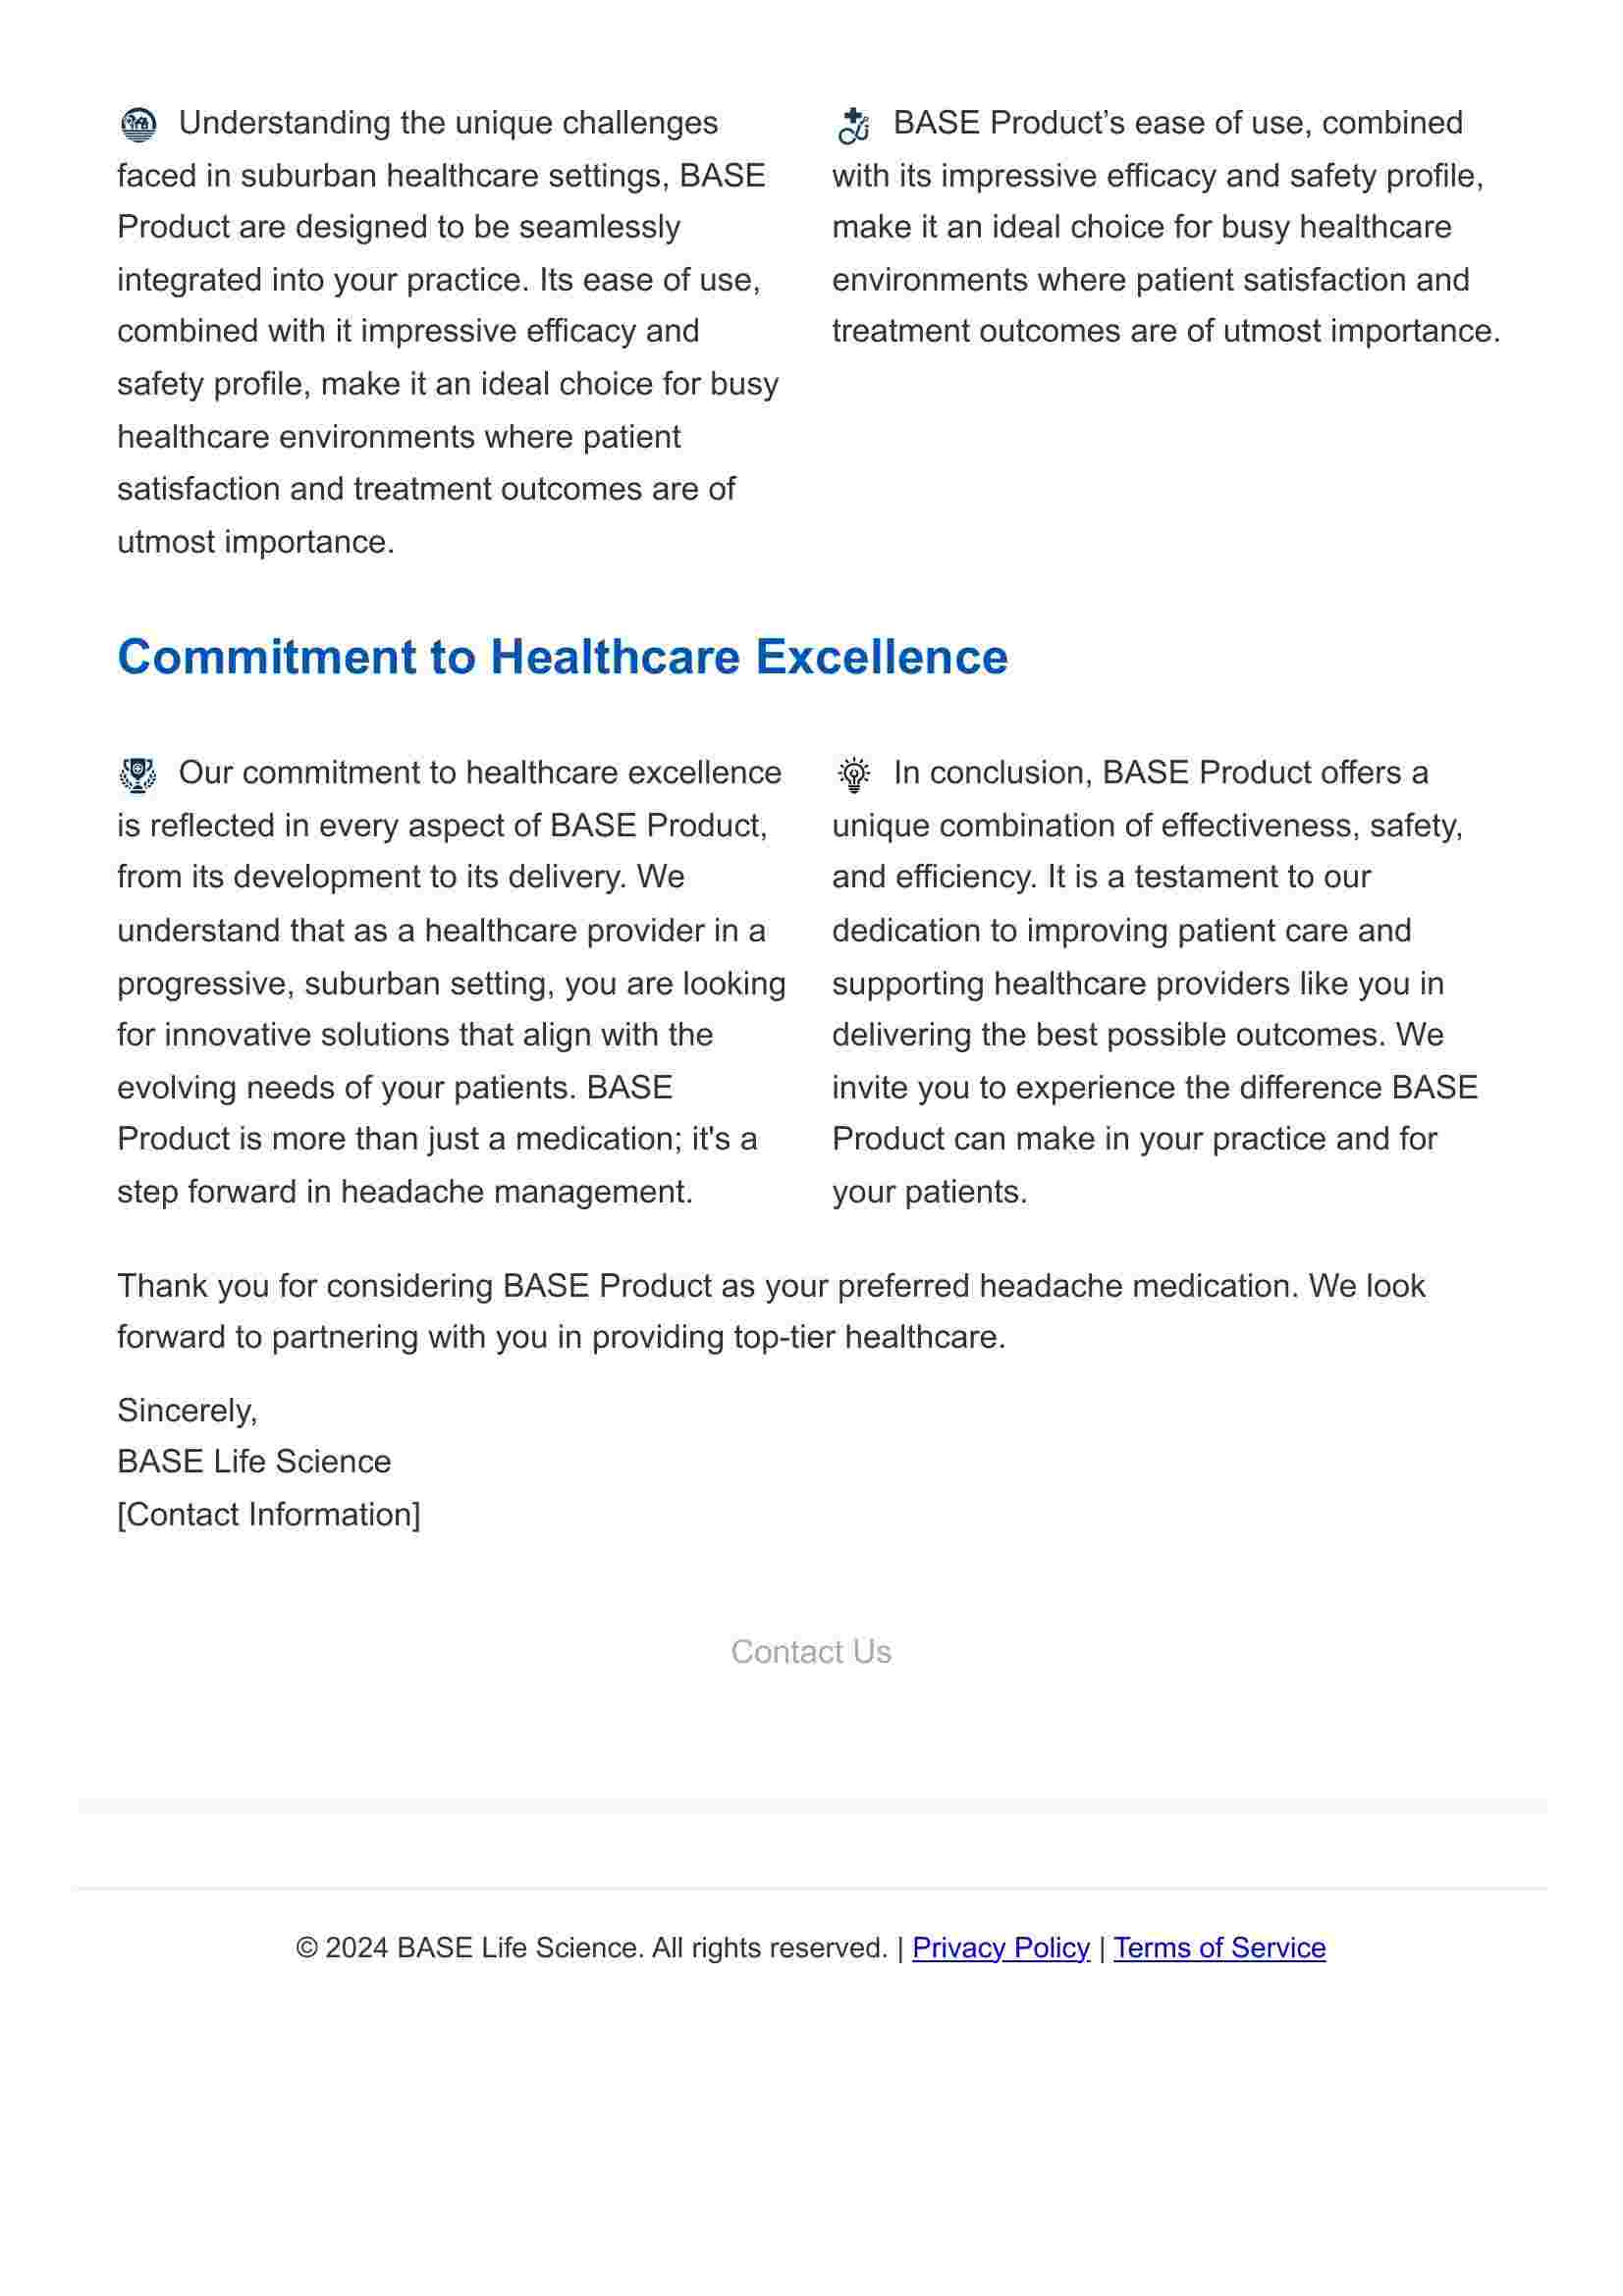 Understanding the unique challenges
faced in suburban healthcare settings, BASE
Product are designed to be seamlessly
integrated into your practice. Its ease of use,
combined with it impressive efficacy and
safety profile, make it an ideal choice for busy
healthcare environments where patient
satisfaction and treatment outcomes are of
utmost importance.
BASE Product’s ease of use, combined
with its impressive efficacy and safety profile,
make it an ideal choice for busy healthcare
environments where patient satisfaction and
treatment outcomes are of utmost importance.
Commitment to Healthcare Excellence
Our commitment to healthcare excellence
is reflected in every aspect of BASE Product,
from its development to its delivery. We
understand that as a healthcare provider in a
progressive, suburban setting, you are looking
for innovative solutions that align with the
evolving needs of your patients. BASE
Product is more than just a medication; it's a
step forward in headache management.
In conclusion, BASE Product offers a
unique combination of effectiveness, safety,
and efficiency. It is a testament to our
dedication to improving patient care and
supporting healthcare providers like you in
delivering the best possible outcomes. We
invite you to experience the difference BASE
Product can make in your practice and for
your patients.
Thank you for considering BASE Product as your preferred headache medication. We look
forward to partnering with you in providing top-tier healthcare.
Sincerely,
BASE Life Science
[Contact Information]
Contact Us
© 2024 BASE Life Science. All rights reserved. | Privacy Policy | Terms of Service